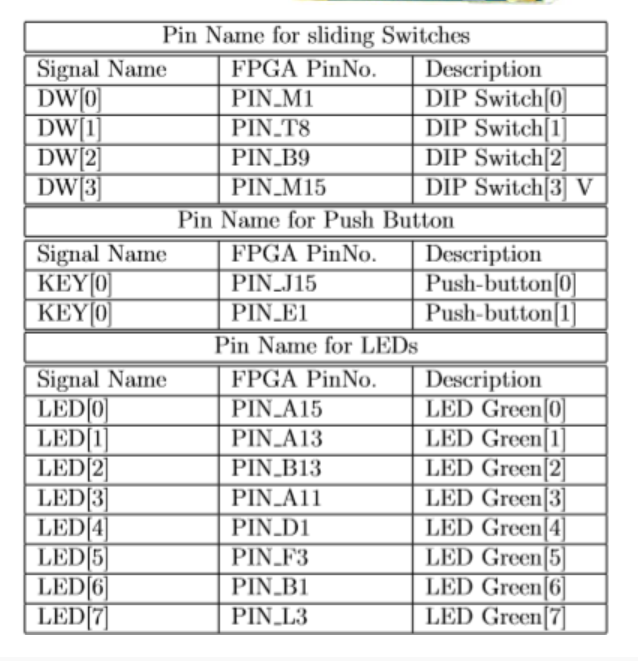 Pin Name for sliding Switches
Signal Name FPGA PinNo. Description
DW[0] PIN_M1 DIP Switch[0]
DW[1] PIN_T8 DIP Switch[1]
DW[2] PIN_B9 DIP Switch[2]
DW[3] PIN_M15 DIP Switch[3] V
Pin Name for Push Button
Signal Name FPGA PinNo. Description
KEY[0] PIN_J15 Push-button[0]
KEY[0] PIN_E1 Push-button[1]
Pin Name for LEDs
Signal Name FPGA PinNo. Description
LED[0] PIN_A15 LED Green[0]
LED[1] PIN_A13 LED Green[1]
LED[2] PIN_B13 LED Green[2]
LED[3] PIN_A11 LED Green[3]
LED[4] PIN_D1 LED Green[4]
LED[5] PIN_F3 LED Green[5]
LED[6] PIN_B1 LED Green[6]
LED[7] PIN_L3 LED Green[7]